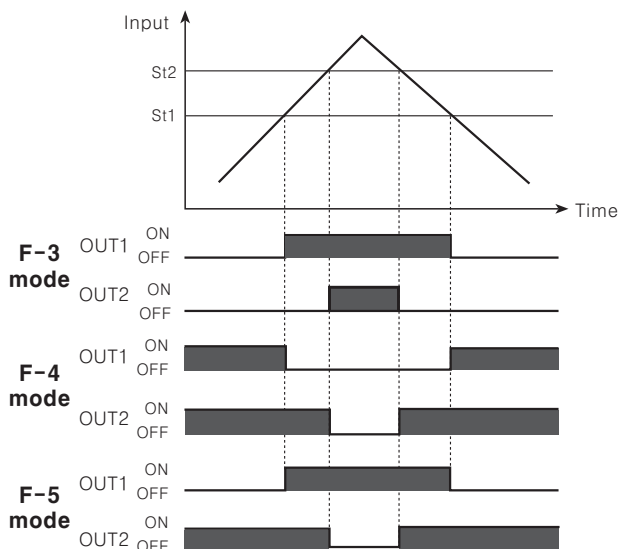 Input
St2
St1
Time
F-3 mode
OUT1 ON OFF
OUT2 ON OFF
F-4 mode
OUT1 ON OFF
OUT2 ON OFF
F-5 mode
OUT1 ON OFF
OUT2 ON OFF